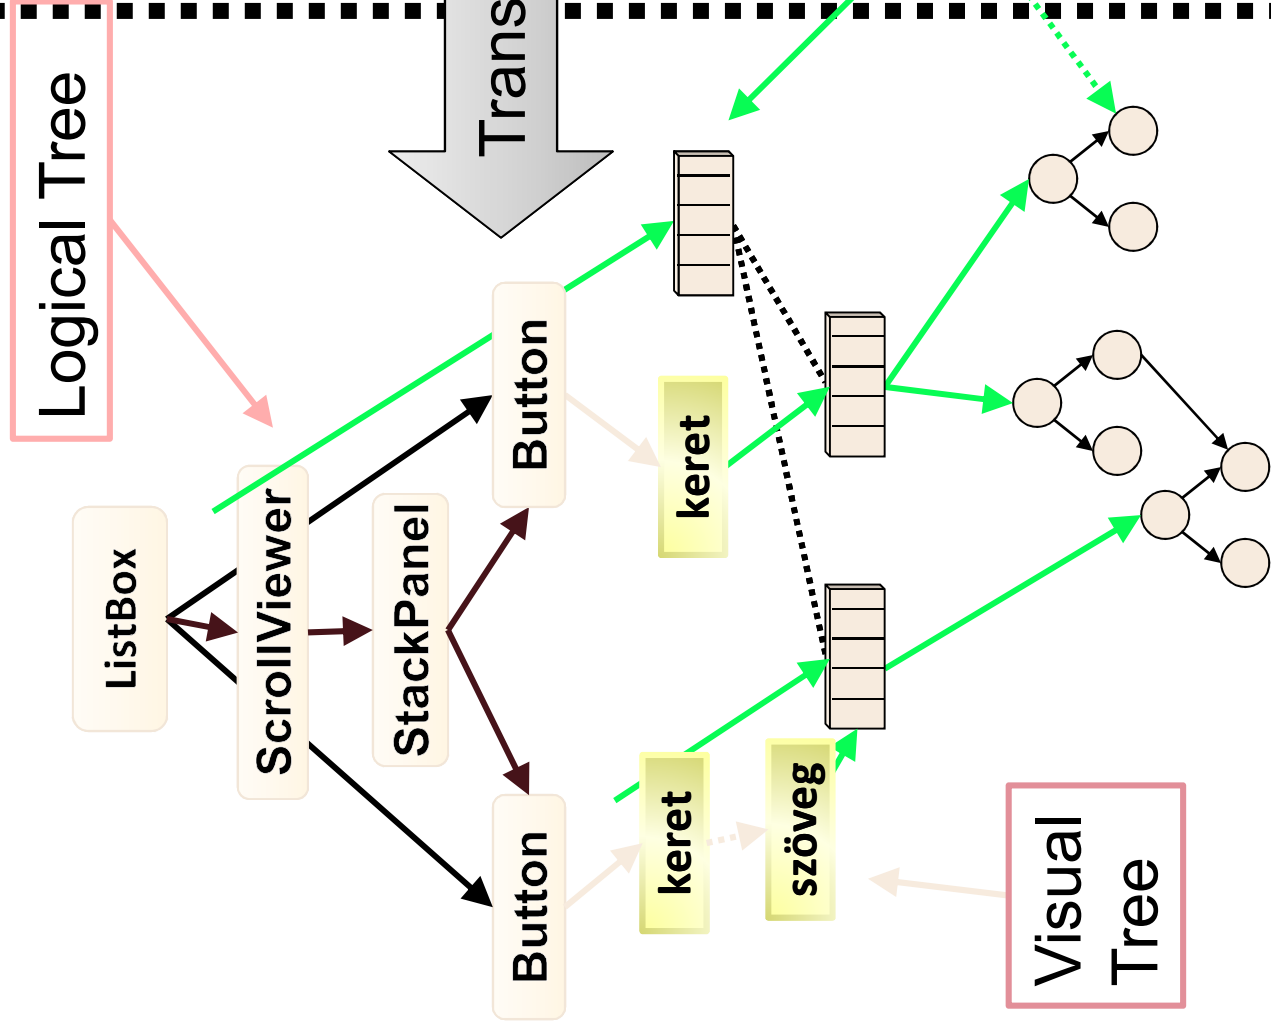 Logical Tree
Trans
ListBox
ScrollViewer
StackPanel
Button
Button
keret
keret
szöveg
Visual
Tree